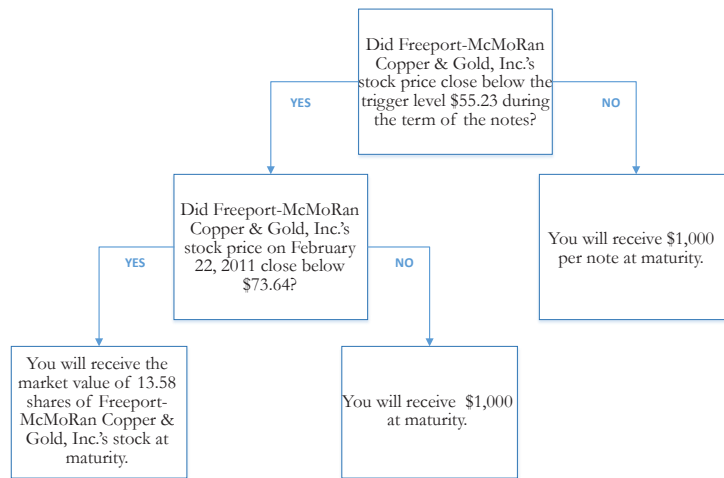 Did Freeport-McMoRan
Copper & Gold, Inc.'s
stock price close below the
trigger level $55.23 during
the term of the notes?
YES
NO
Did Freeport-McMoRan
Copper & Gold, Inc.'s
stock price on February
22, 2011 close below
$73.64?
You will receive $1,000
per note at maturity.
YES
NO
You will receive the
market value of 13.58
shares of Freeport-
McMoRan Copper &
Gold, Inc.'s stock at
maturity.
You will receive $1,000
at maturity.